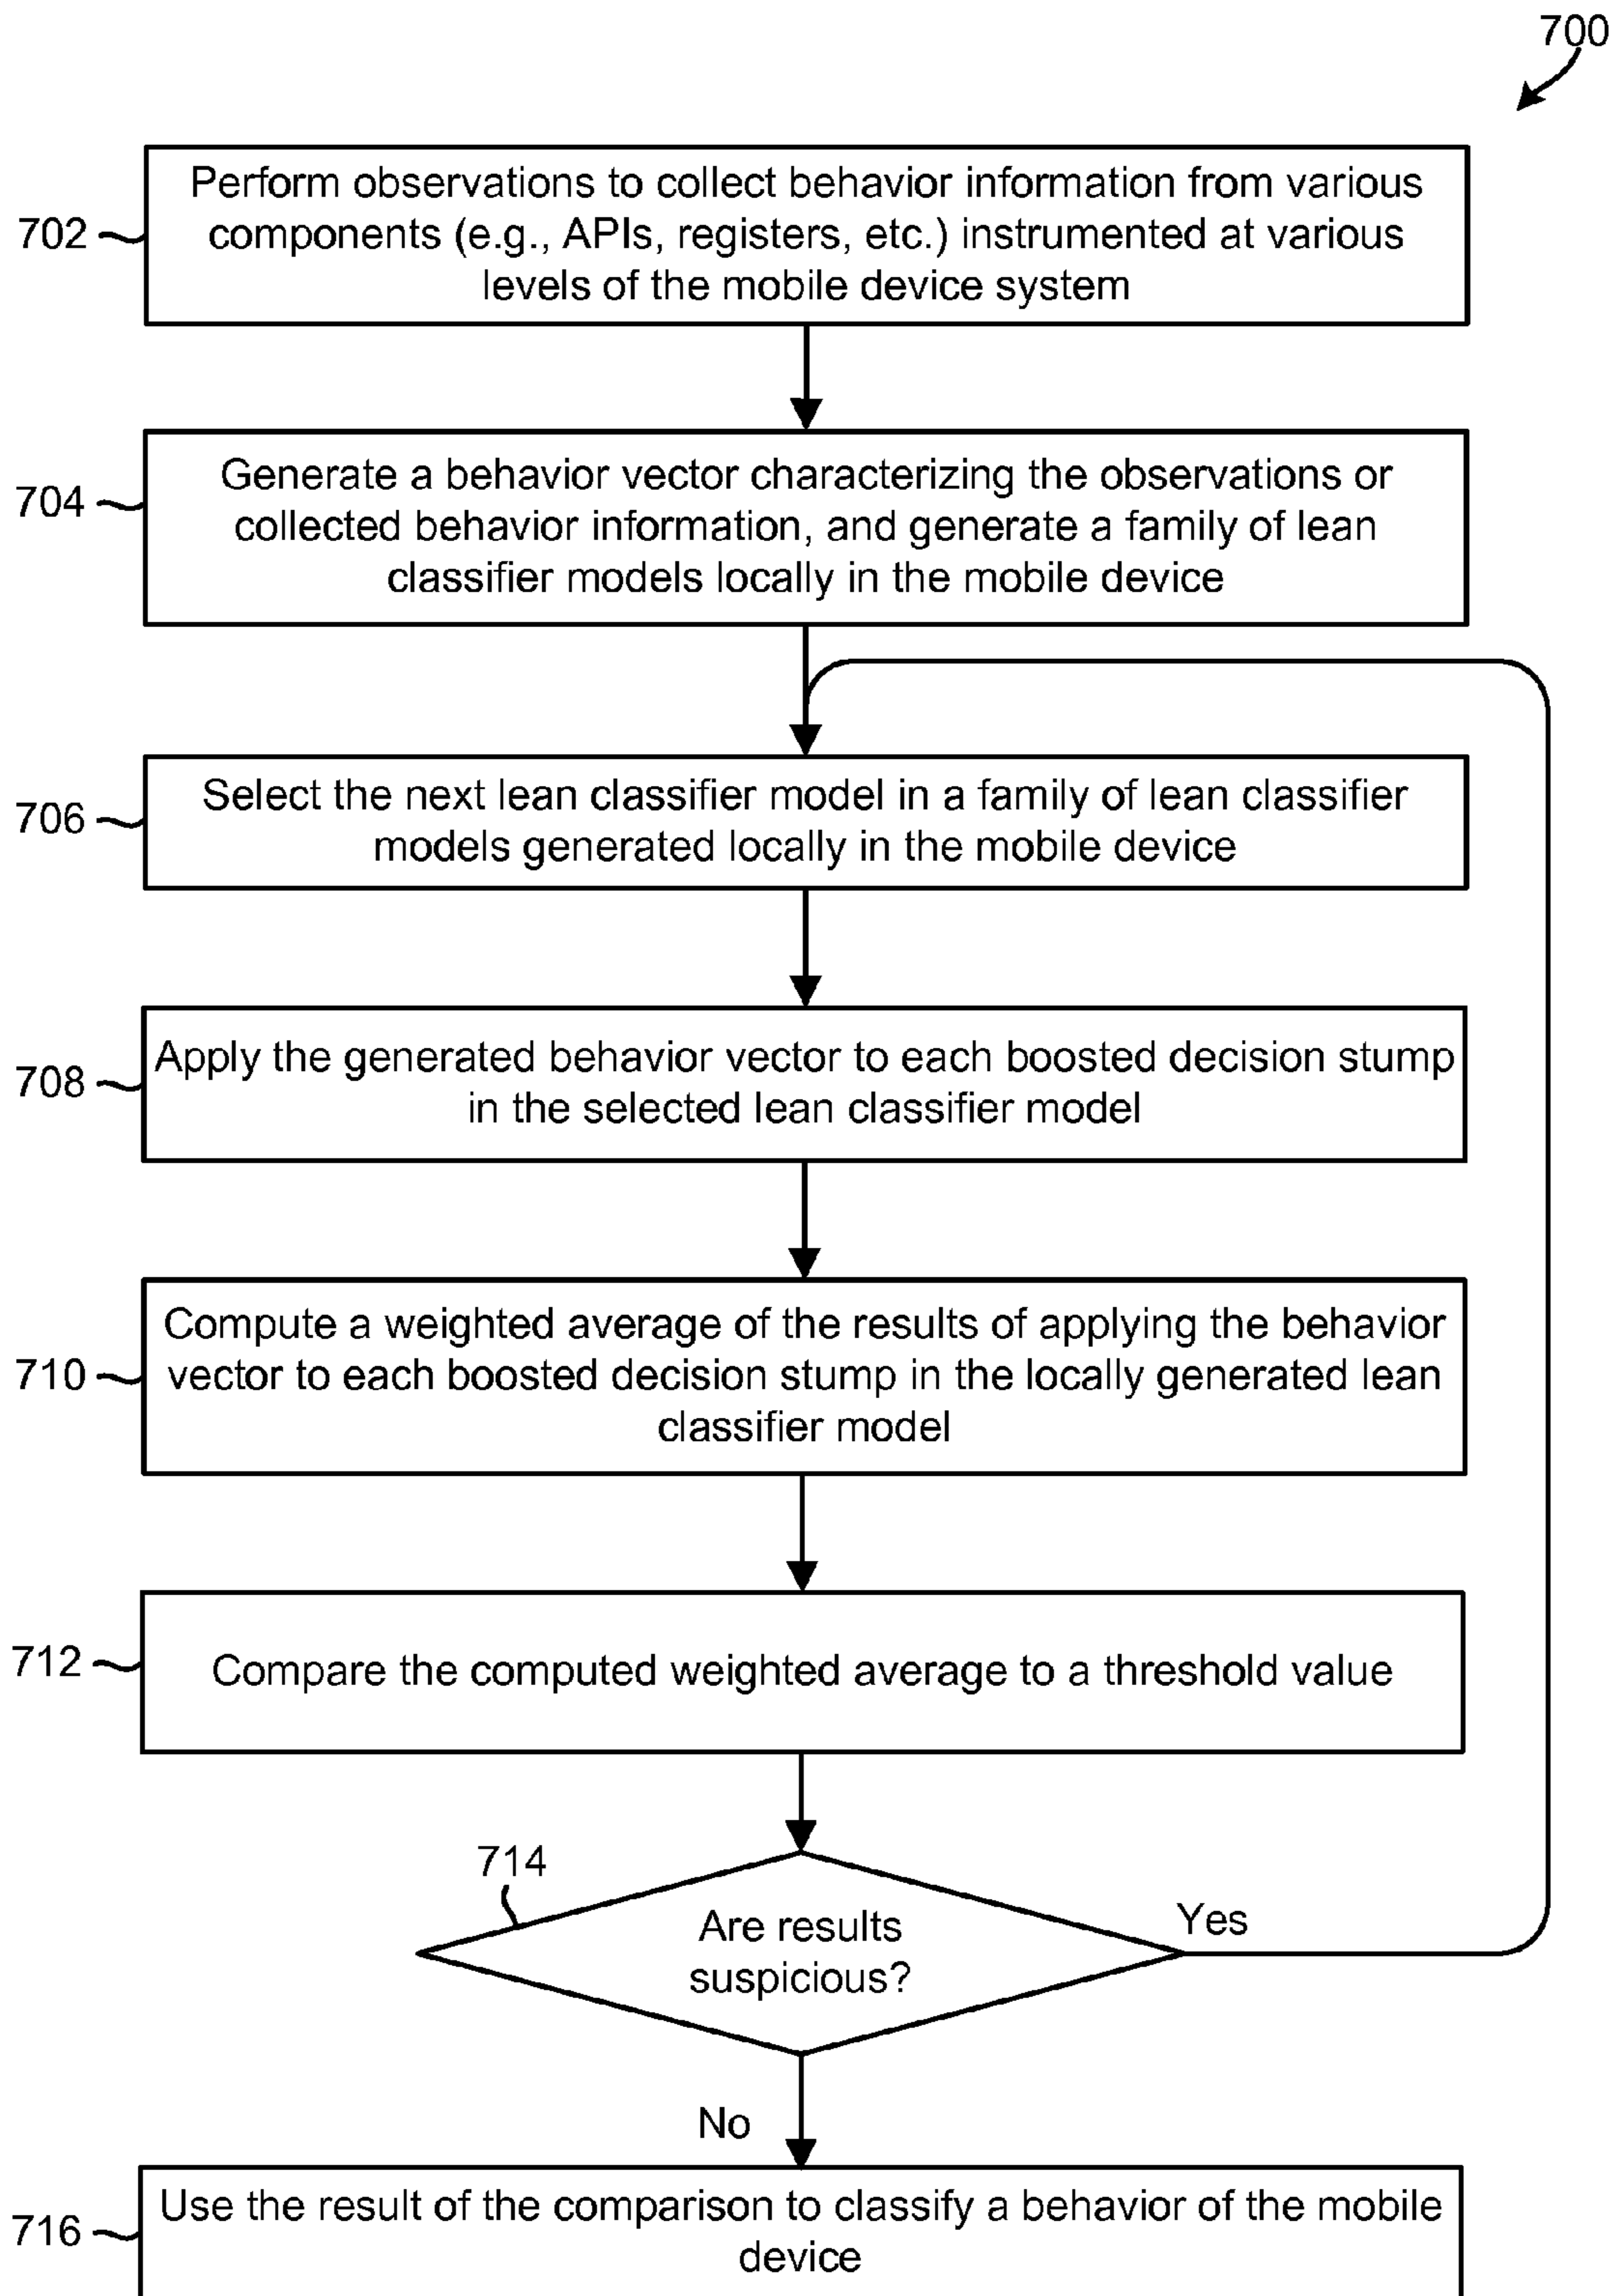 700
702
Perform observations to collect behavior information from various
components (e.g., APIs, registers, etc.) instrumented at various
levels of the mobile device system
704
Generate a behavior vector characterizing the observations or
collected behavior information, and generate a family of lean
classifier models locally in the mobile device
706
Select the next lean classifier model in a family of lean classifier
models generated locally in the mobile device
708
Apply the generated behavior vector to each boosted decision stump
in the selected lean classifier model
710
Compute a weighted average of the results of applying the behavior
vector to each boosted decision stump in the locally generated lean
classifier model
712
Compare the computed weighted average to a threshold value
714
Are results
suspicious?
Yes
No
716
Use the result of the comparison to classify a behavior of the mobile
device